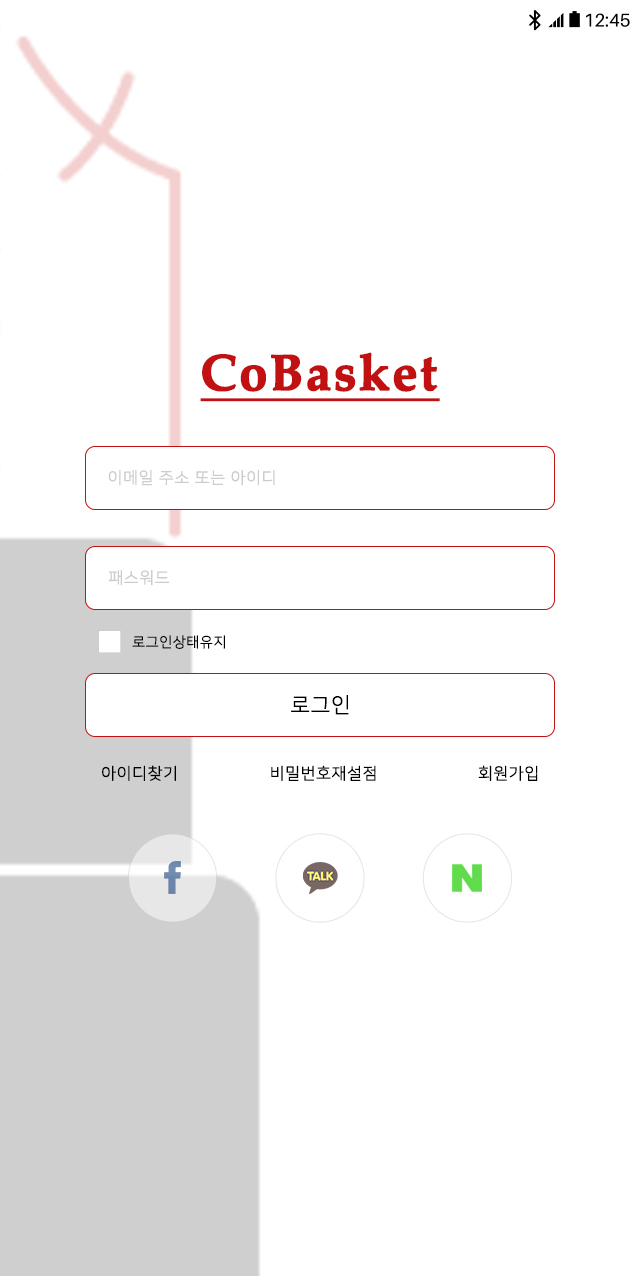 12:45
CoBasket
이메일 주소 또는 아이디
패스워드
로그인상태유지
로그인
아이디찾기 비밀번호재설점 회원가입
f TALK N